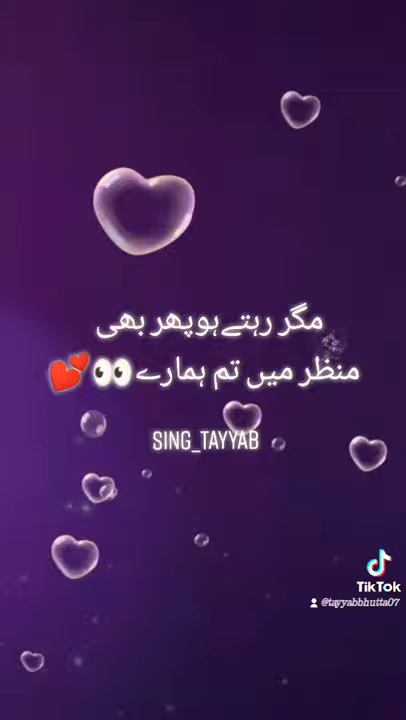 مگر رہتے ہو پھر بھی
منظر میں تم ہمارے 👀 💕
SING_TAYYAB
TikTok
@tayyabbhutta07